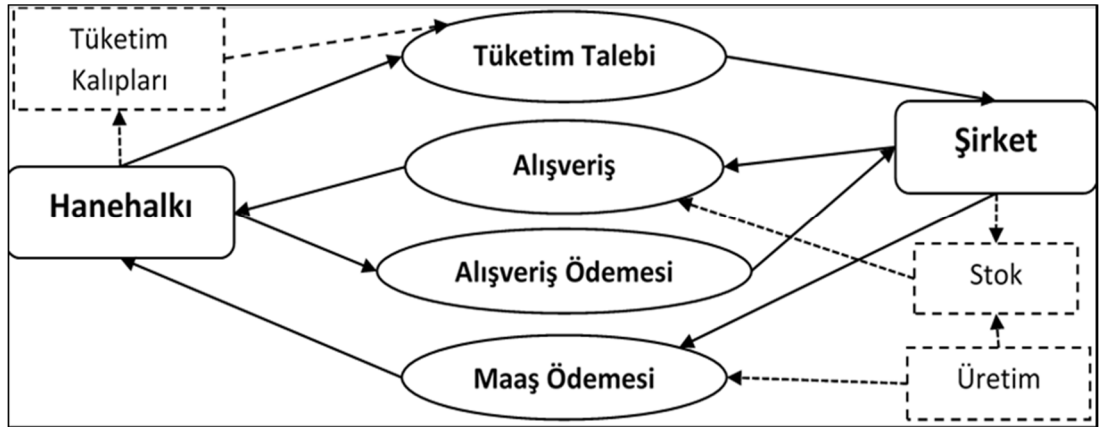 Tüketim
Kalıpları
Tüketim Talebi
Şirket
Alışveriş
Hanehalkı
Alışveriş Ödemesi
Stok
Maaş Ödemesi
Üretim